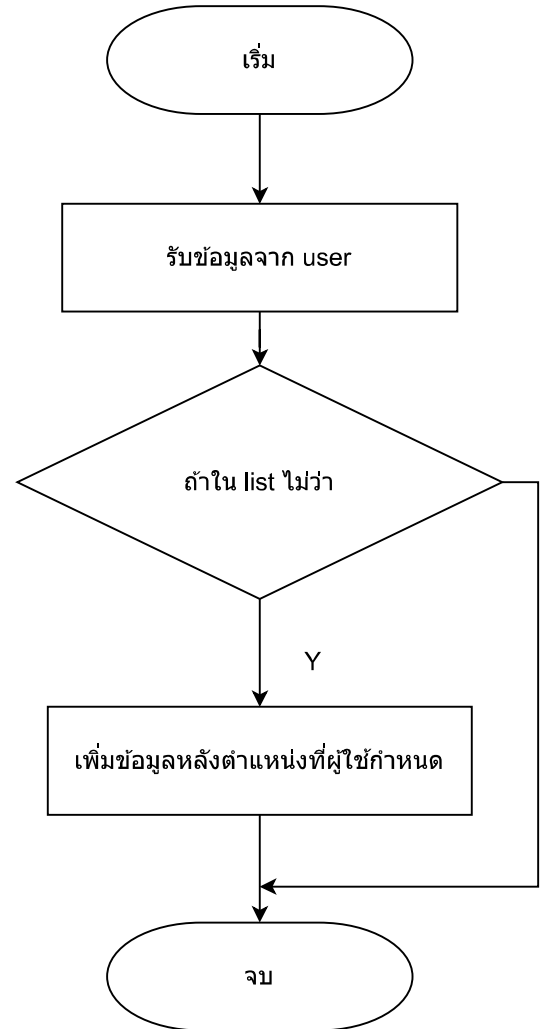 เริ่ม
รับข้อมูลจาก user
ถ้าใน list ไม่ว่า
Y
เพิ่มข้อมูลหลังตำแหน่งที่ผู้ใช้กำหนด
จบ